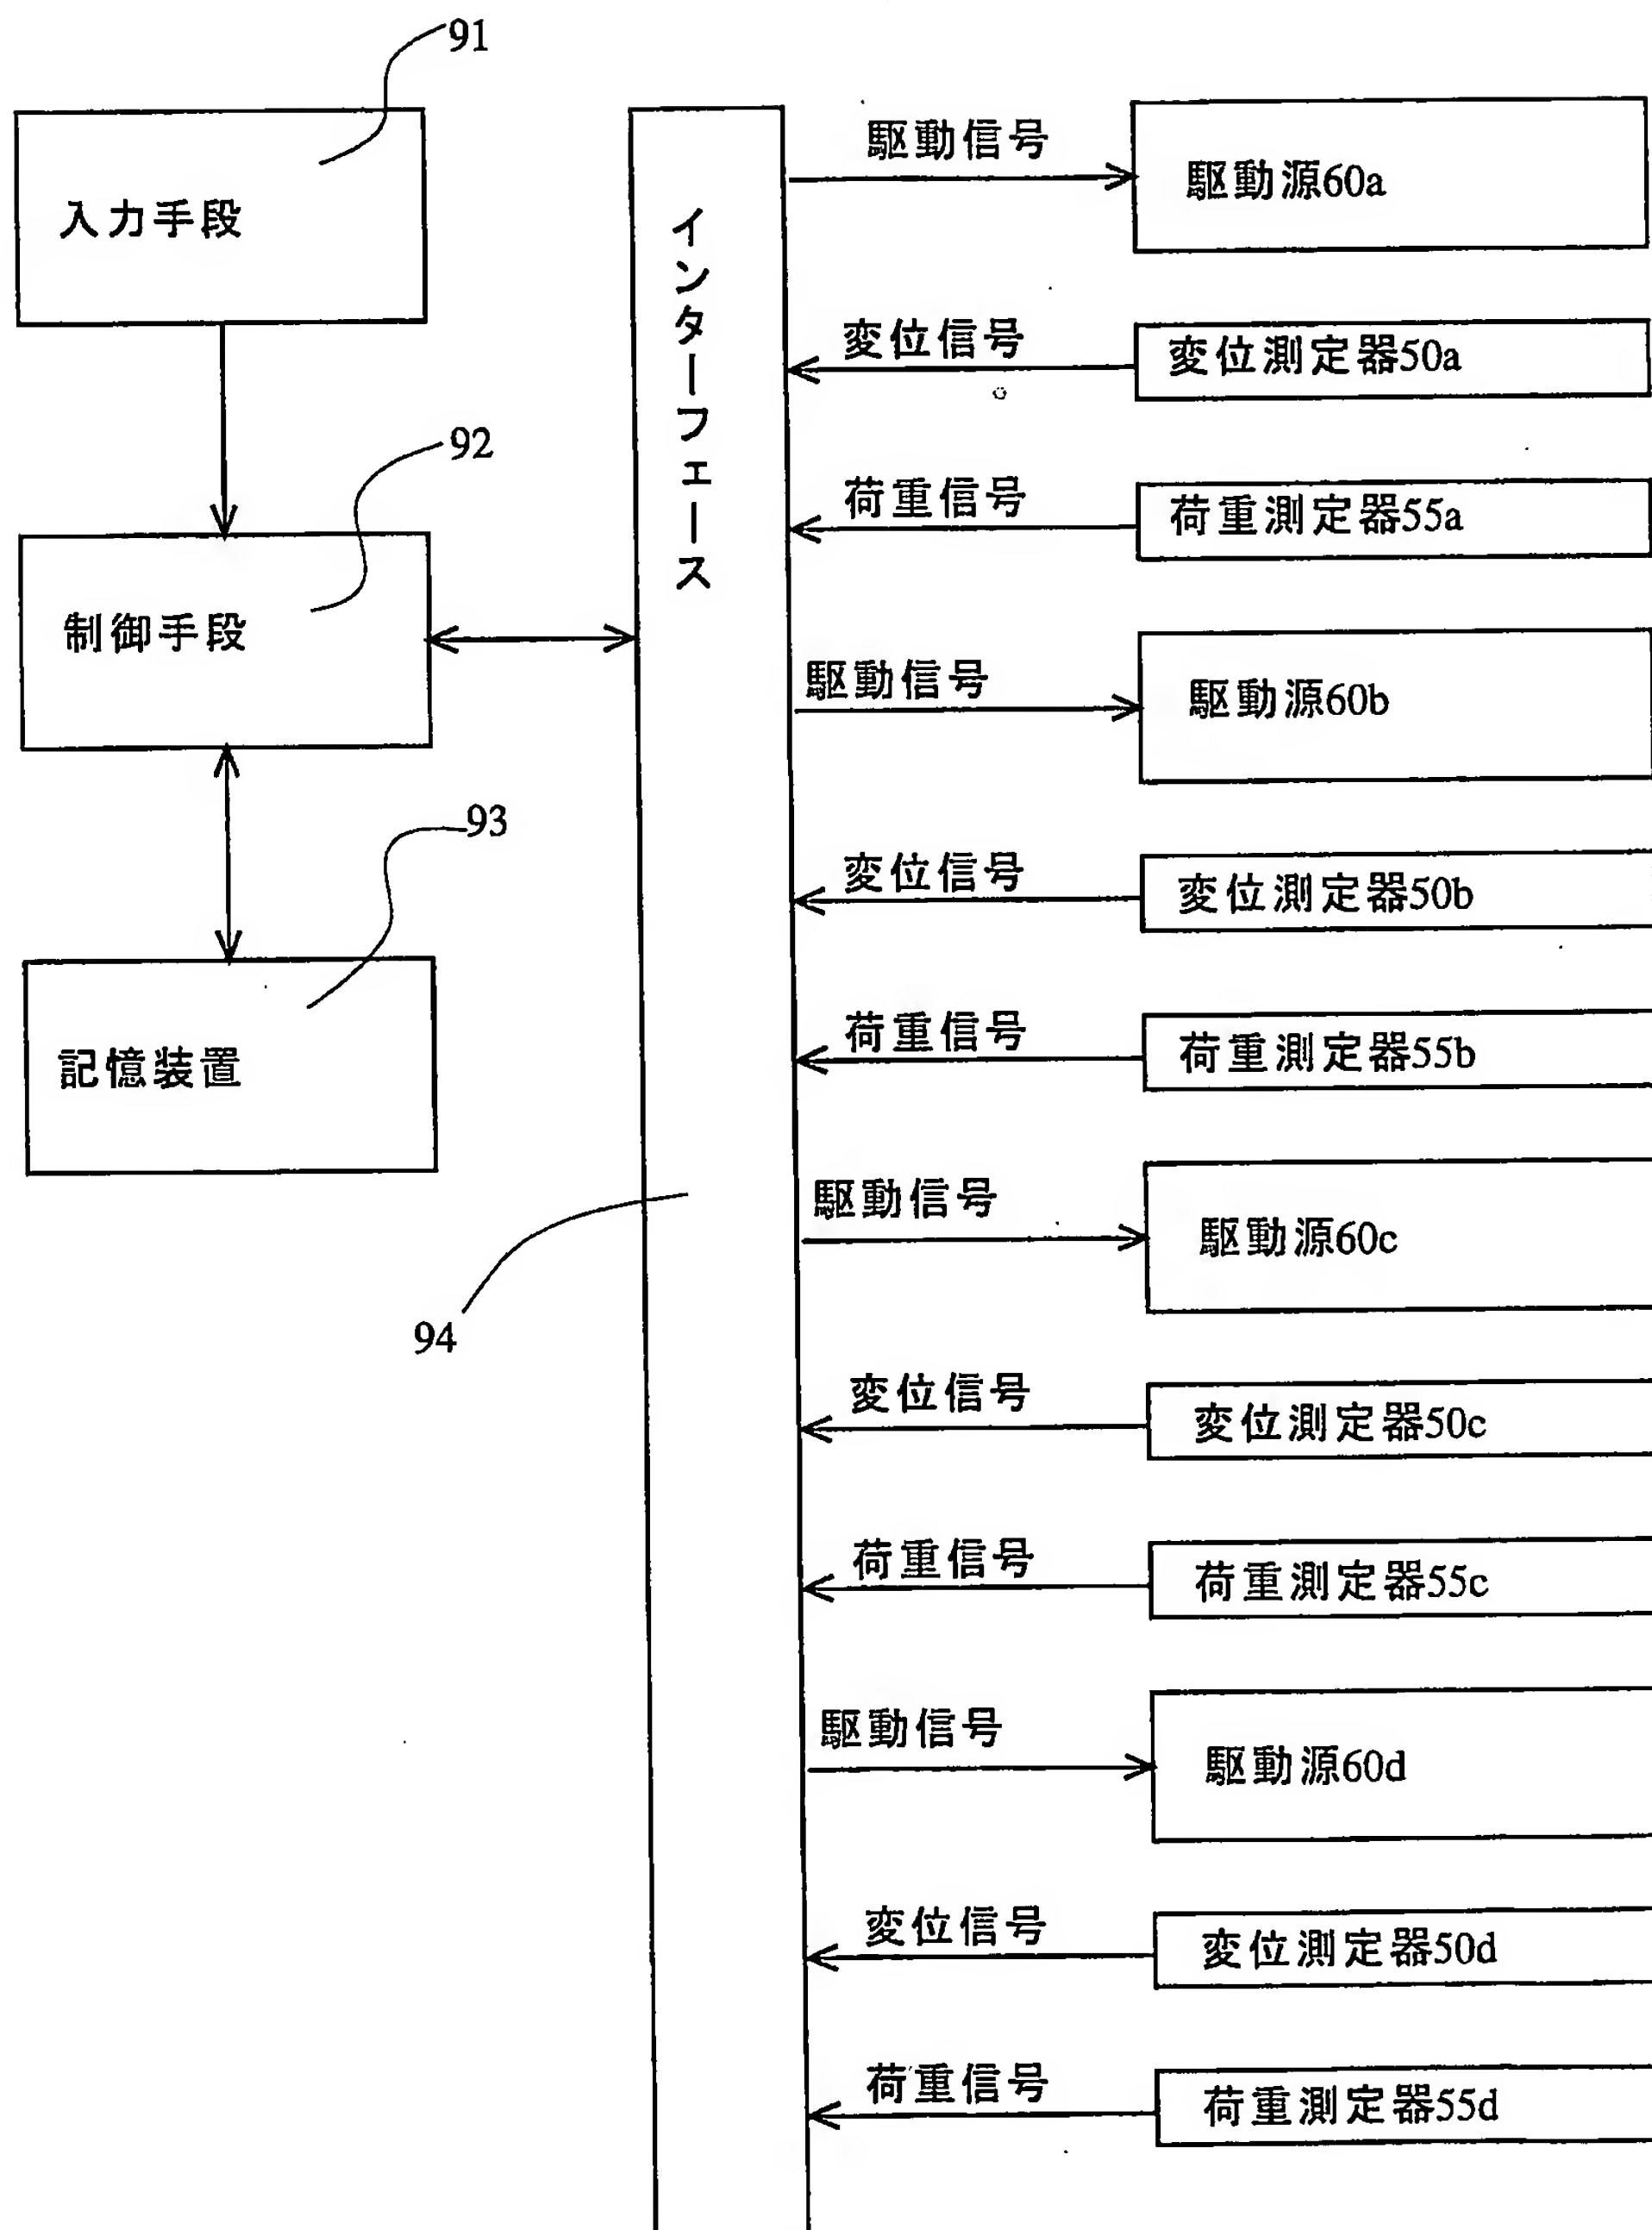 91
入力手段
92
制御手段
93
記憶装置
94
インターフェース
駆動信号
駆動源60a
変位信号
変位測定器50a
荷重信号
荷重測定器55a
駆動信号
駆動源60b
変位信号
変位測定器50b
荷重信号
荷重測定器55b
駆動信号
駆動源60c
変位信号
変位測定器50c
荷重信号
荷重測定器55c
駆動信号
駆動源60d
変位信号
変位測定器50d
荷重信号
荷重測定器55d